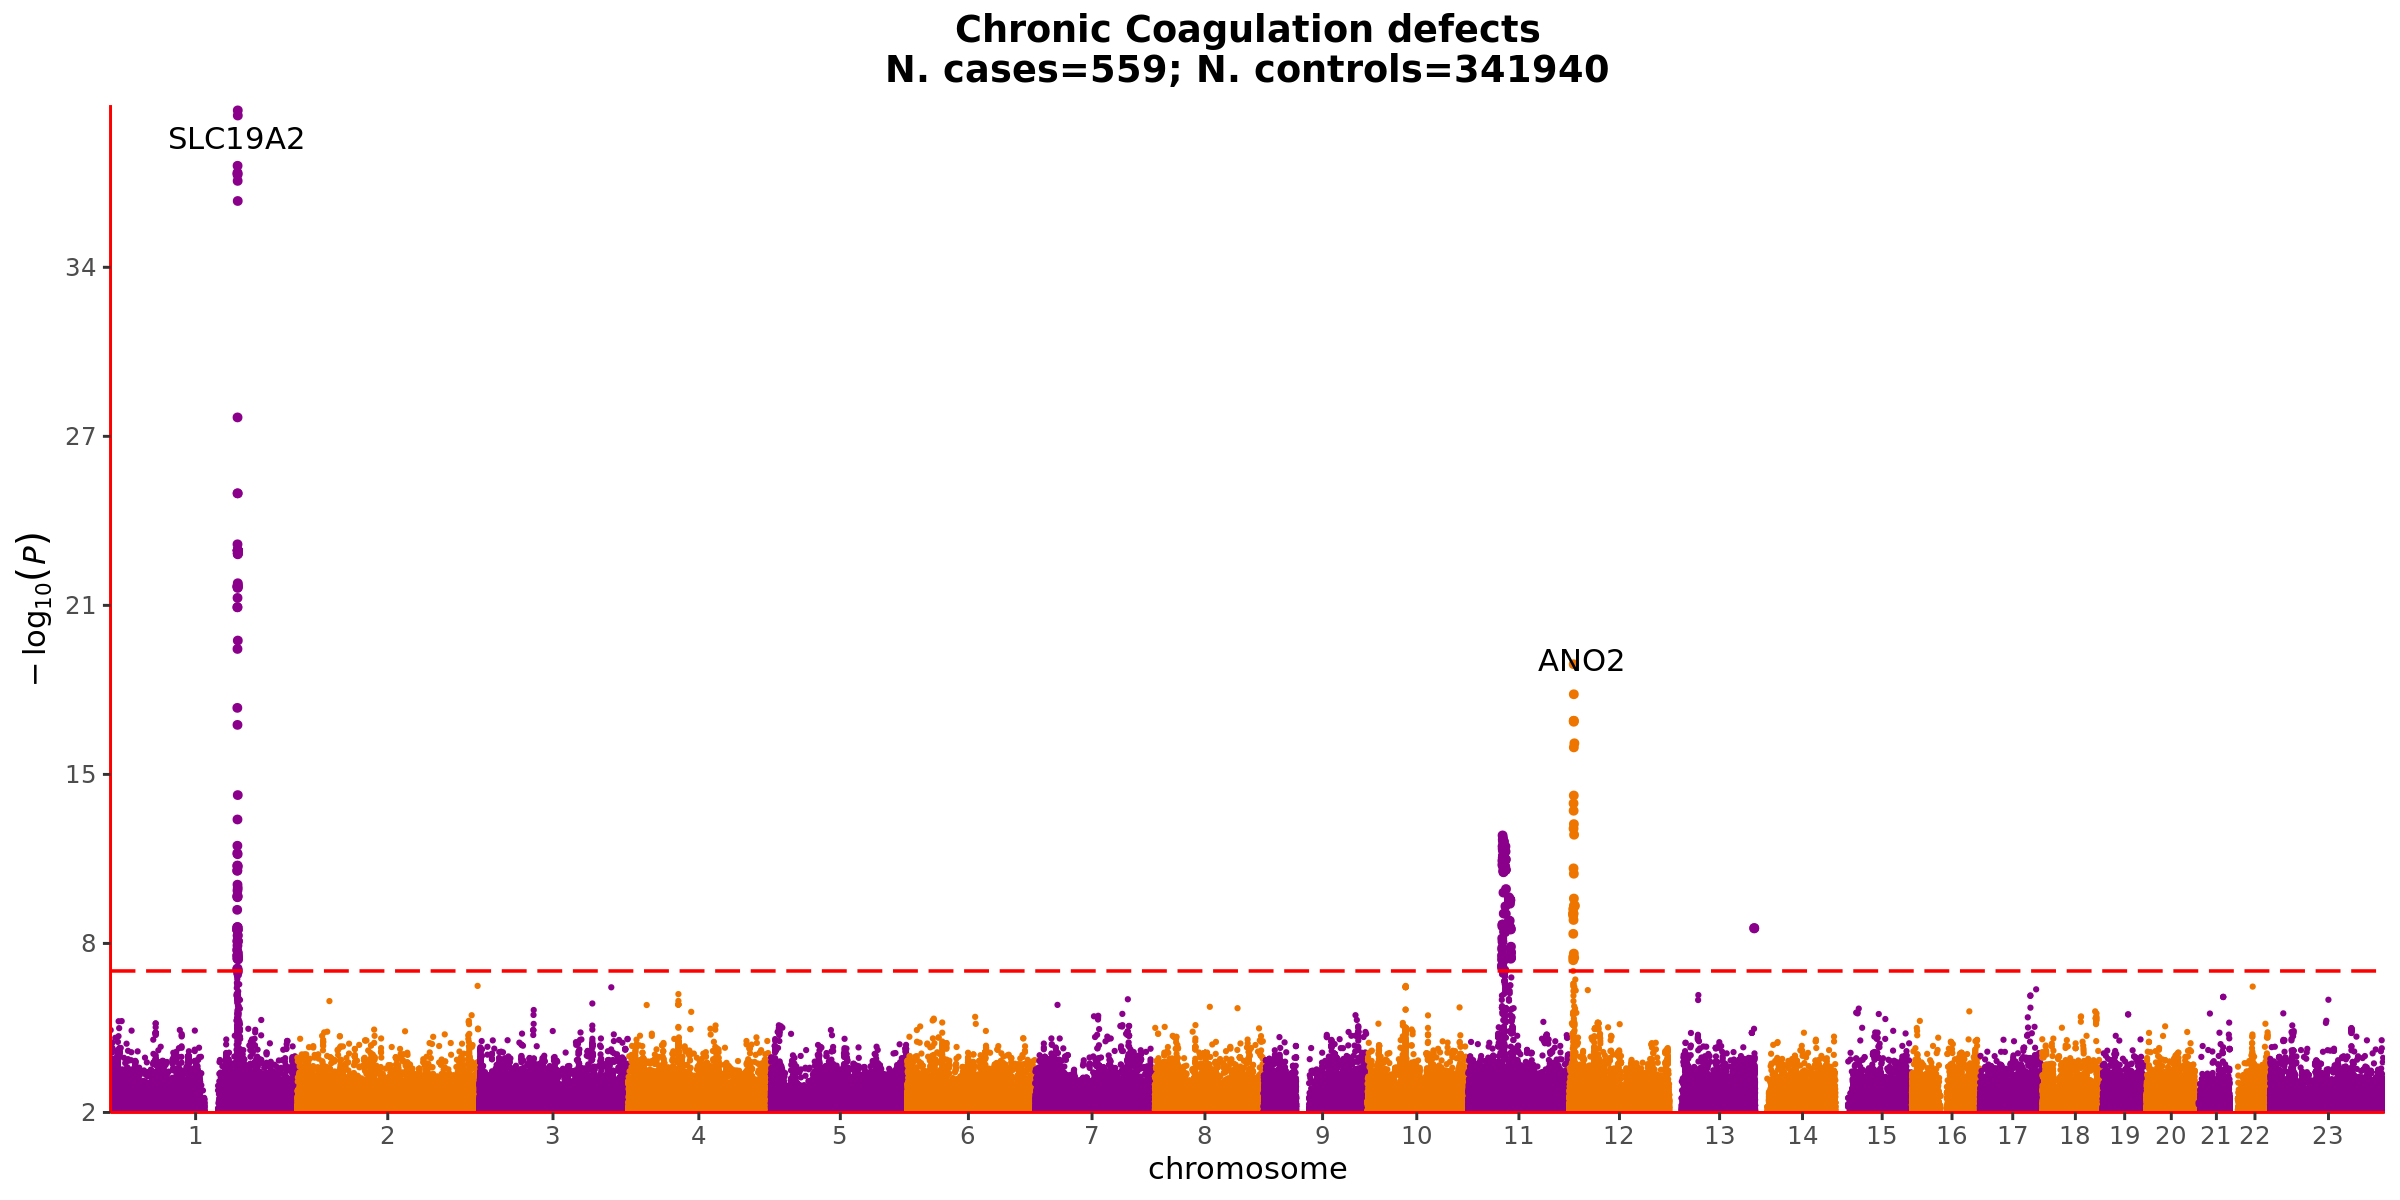 Chronic Coagulation defects
N. cases=559; N. controls=341940
SLC19A2
ANO2
34
27
21
15
8
2
−log10(P)
1 2 3 4 5 6 7 8 9 10 11 12 13 14 15 16 17 18 19 20 21 22 23
chromosome